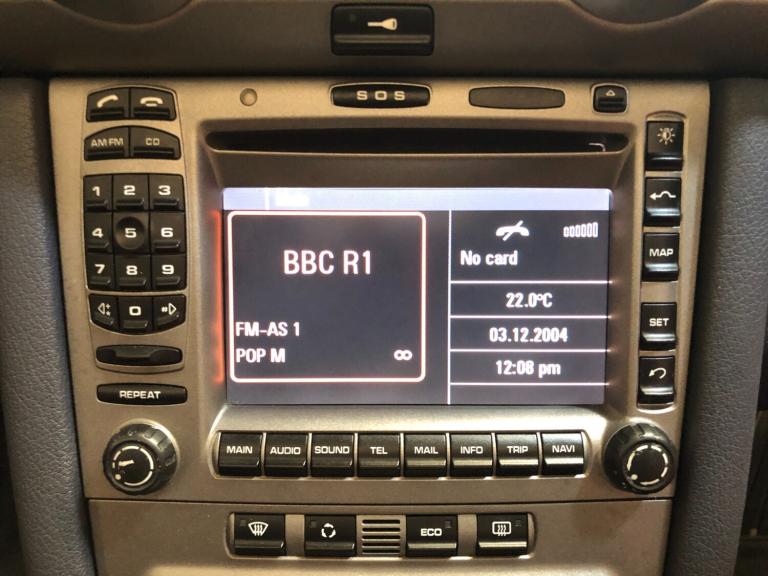 SOS
AM FM
CD
1 2 3
4 5 6
7 8 9
*
0
#
REPEAT
BBC R1
FM-AS 1
POP M
No card
22.0°C
03.12.2004
12:08 pm
MAP
SET
MAIN AUDIO SOUND TEL MAIL INFO TRIP NAVI
ECO